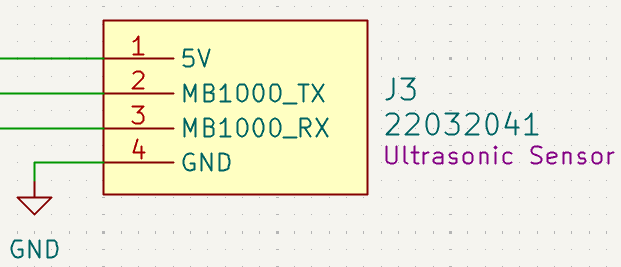 1 5V
2 MB1000_TX
3 MB1000_RX
4 GND
J3
22032041
Ultrasonic Sensor
GND